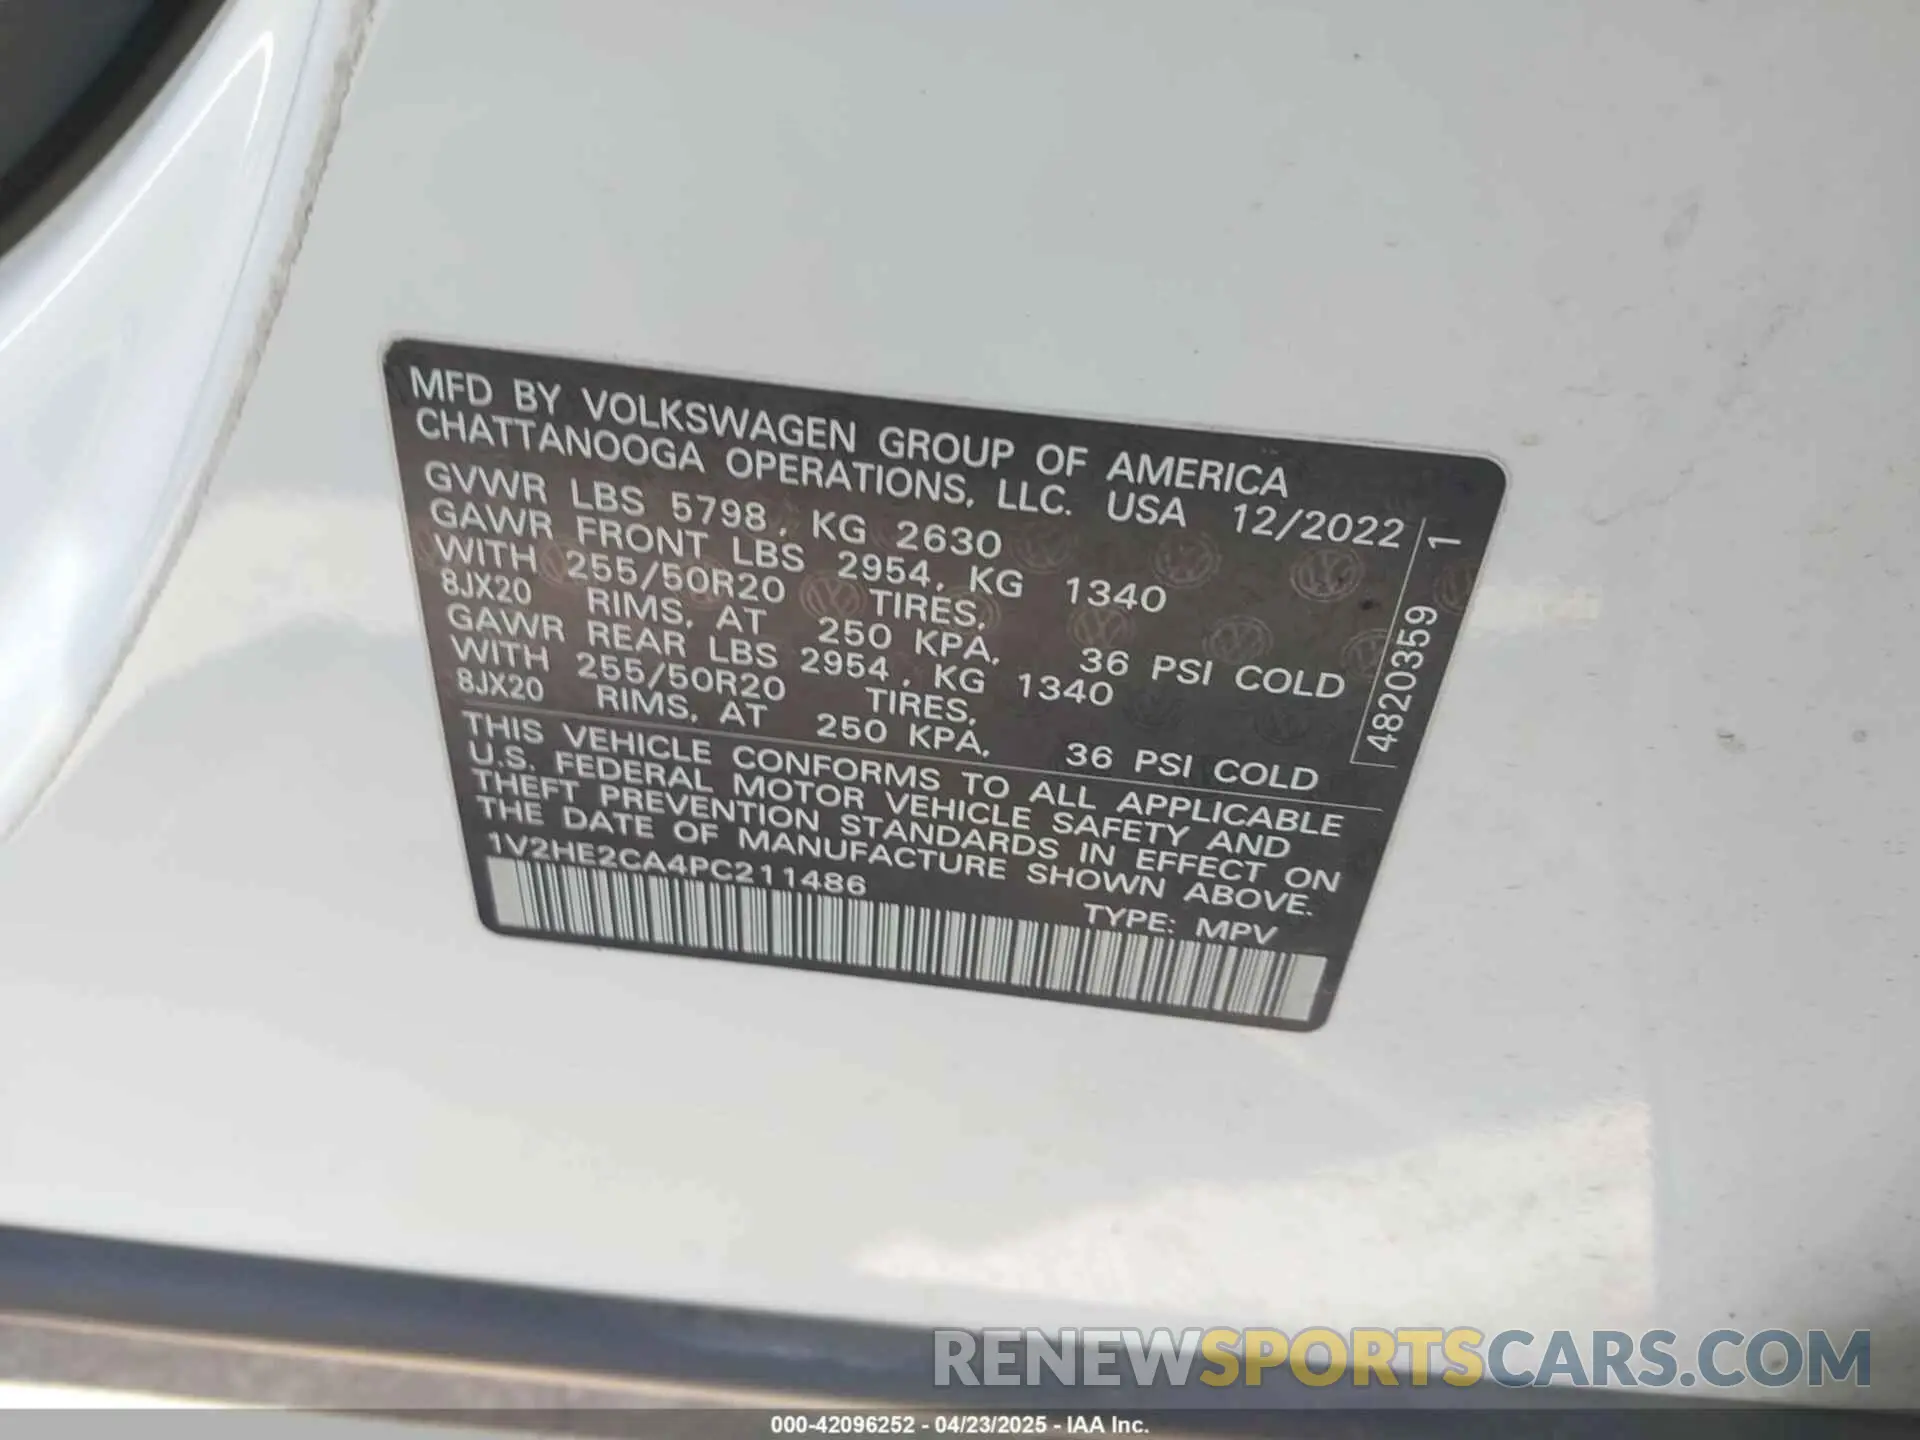 MFD BY VOLKSWAGEN GROUP OF AMERICA
CHATTANOOGA OPERATIONS, LLC. USA 12/2022
GVWR LBS 5798, KG 2630
GAWR FRONT LBS 2954, KG 1340
WITH 255/50R20 TIRES,
8JX20 RIMS, AT 250 KPA, 36 PSI COLD
GAWR REAR LBS 2954, KG 1340
WITH 255/50R20 TIRES,
8JX20 RIMS, AT 250 KPA, 36 PSI COLD
THIS VEHICLE CONFORMS TO ALL APPLICABLE
U.S. FEDERAL MOTOR VEHICLE SAFETY AND
THEFT PREVENTION STANDARDS IN EFFECT ON
THE DATE OF MANUFACTURE SHOWN ABOVE.
1V2HE2CA4PC211486 TYPE: MPV
4820359 1
RENEWSPORTSCARS.COM
000-42096252 - 04/23/2025 - IAA Inc.